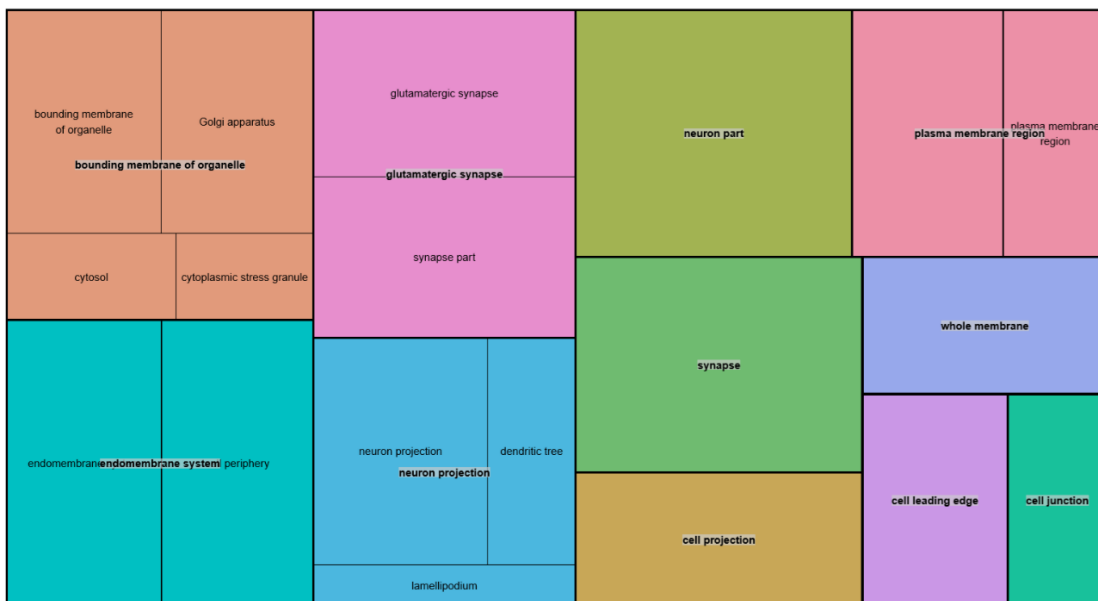 bounding membrane
of organelle
Golgi apparatus
bounding membrane of organelle
cytosol
cytoplasmic stress granule
endomembrane
endomembrane system
periphery
glutamatergic synapse
glutamatergic synapse
synapse part
neuron projection
dendritic tree
neuron projection
lamellipodium
neuron part
plasma membrane
region
plasma membrane region
synapse
whole membrane
cell projection
cell leading edge
cell junction